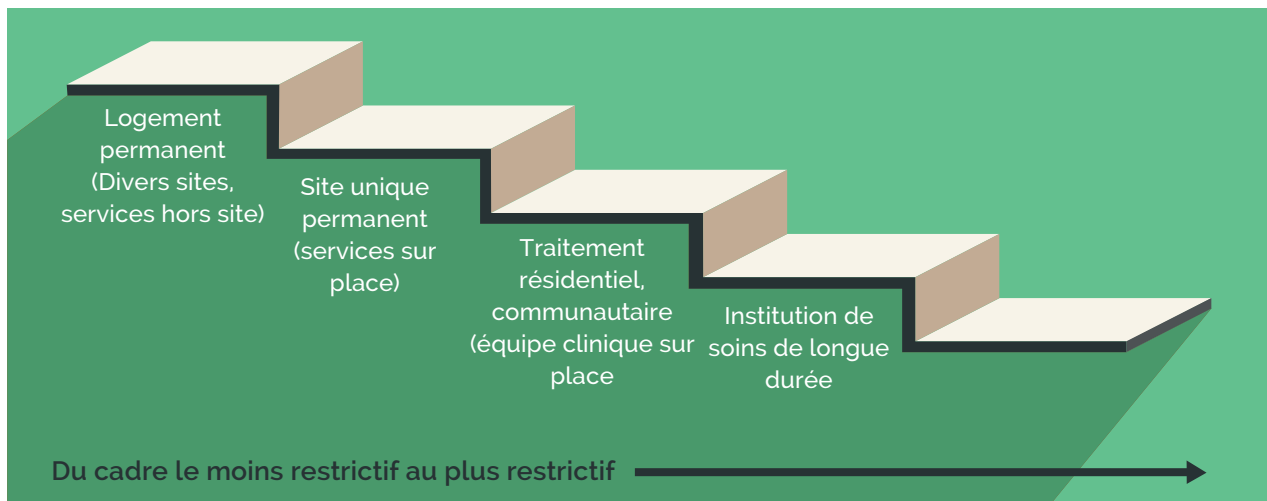 Logement
permanent
(Divers sites,
services hors site)
Site unique
permanent
(services sur
place)
Traitement
résidentiel,
communautaire
(équipe clinique sur
place
Institution de
soins de longue
durée
Du cadre le moins restrictif au plus restrictif